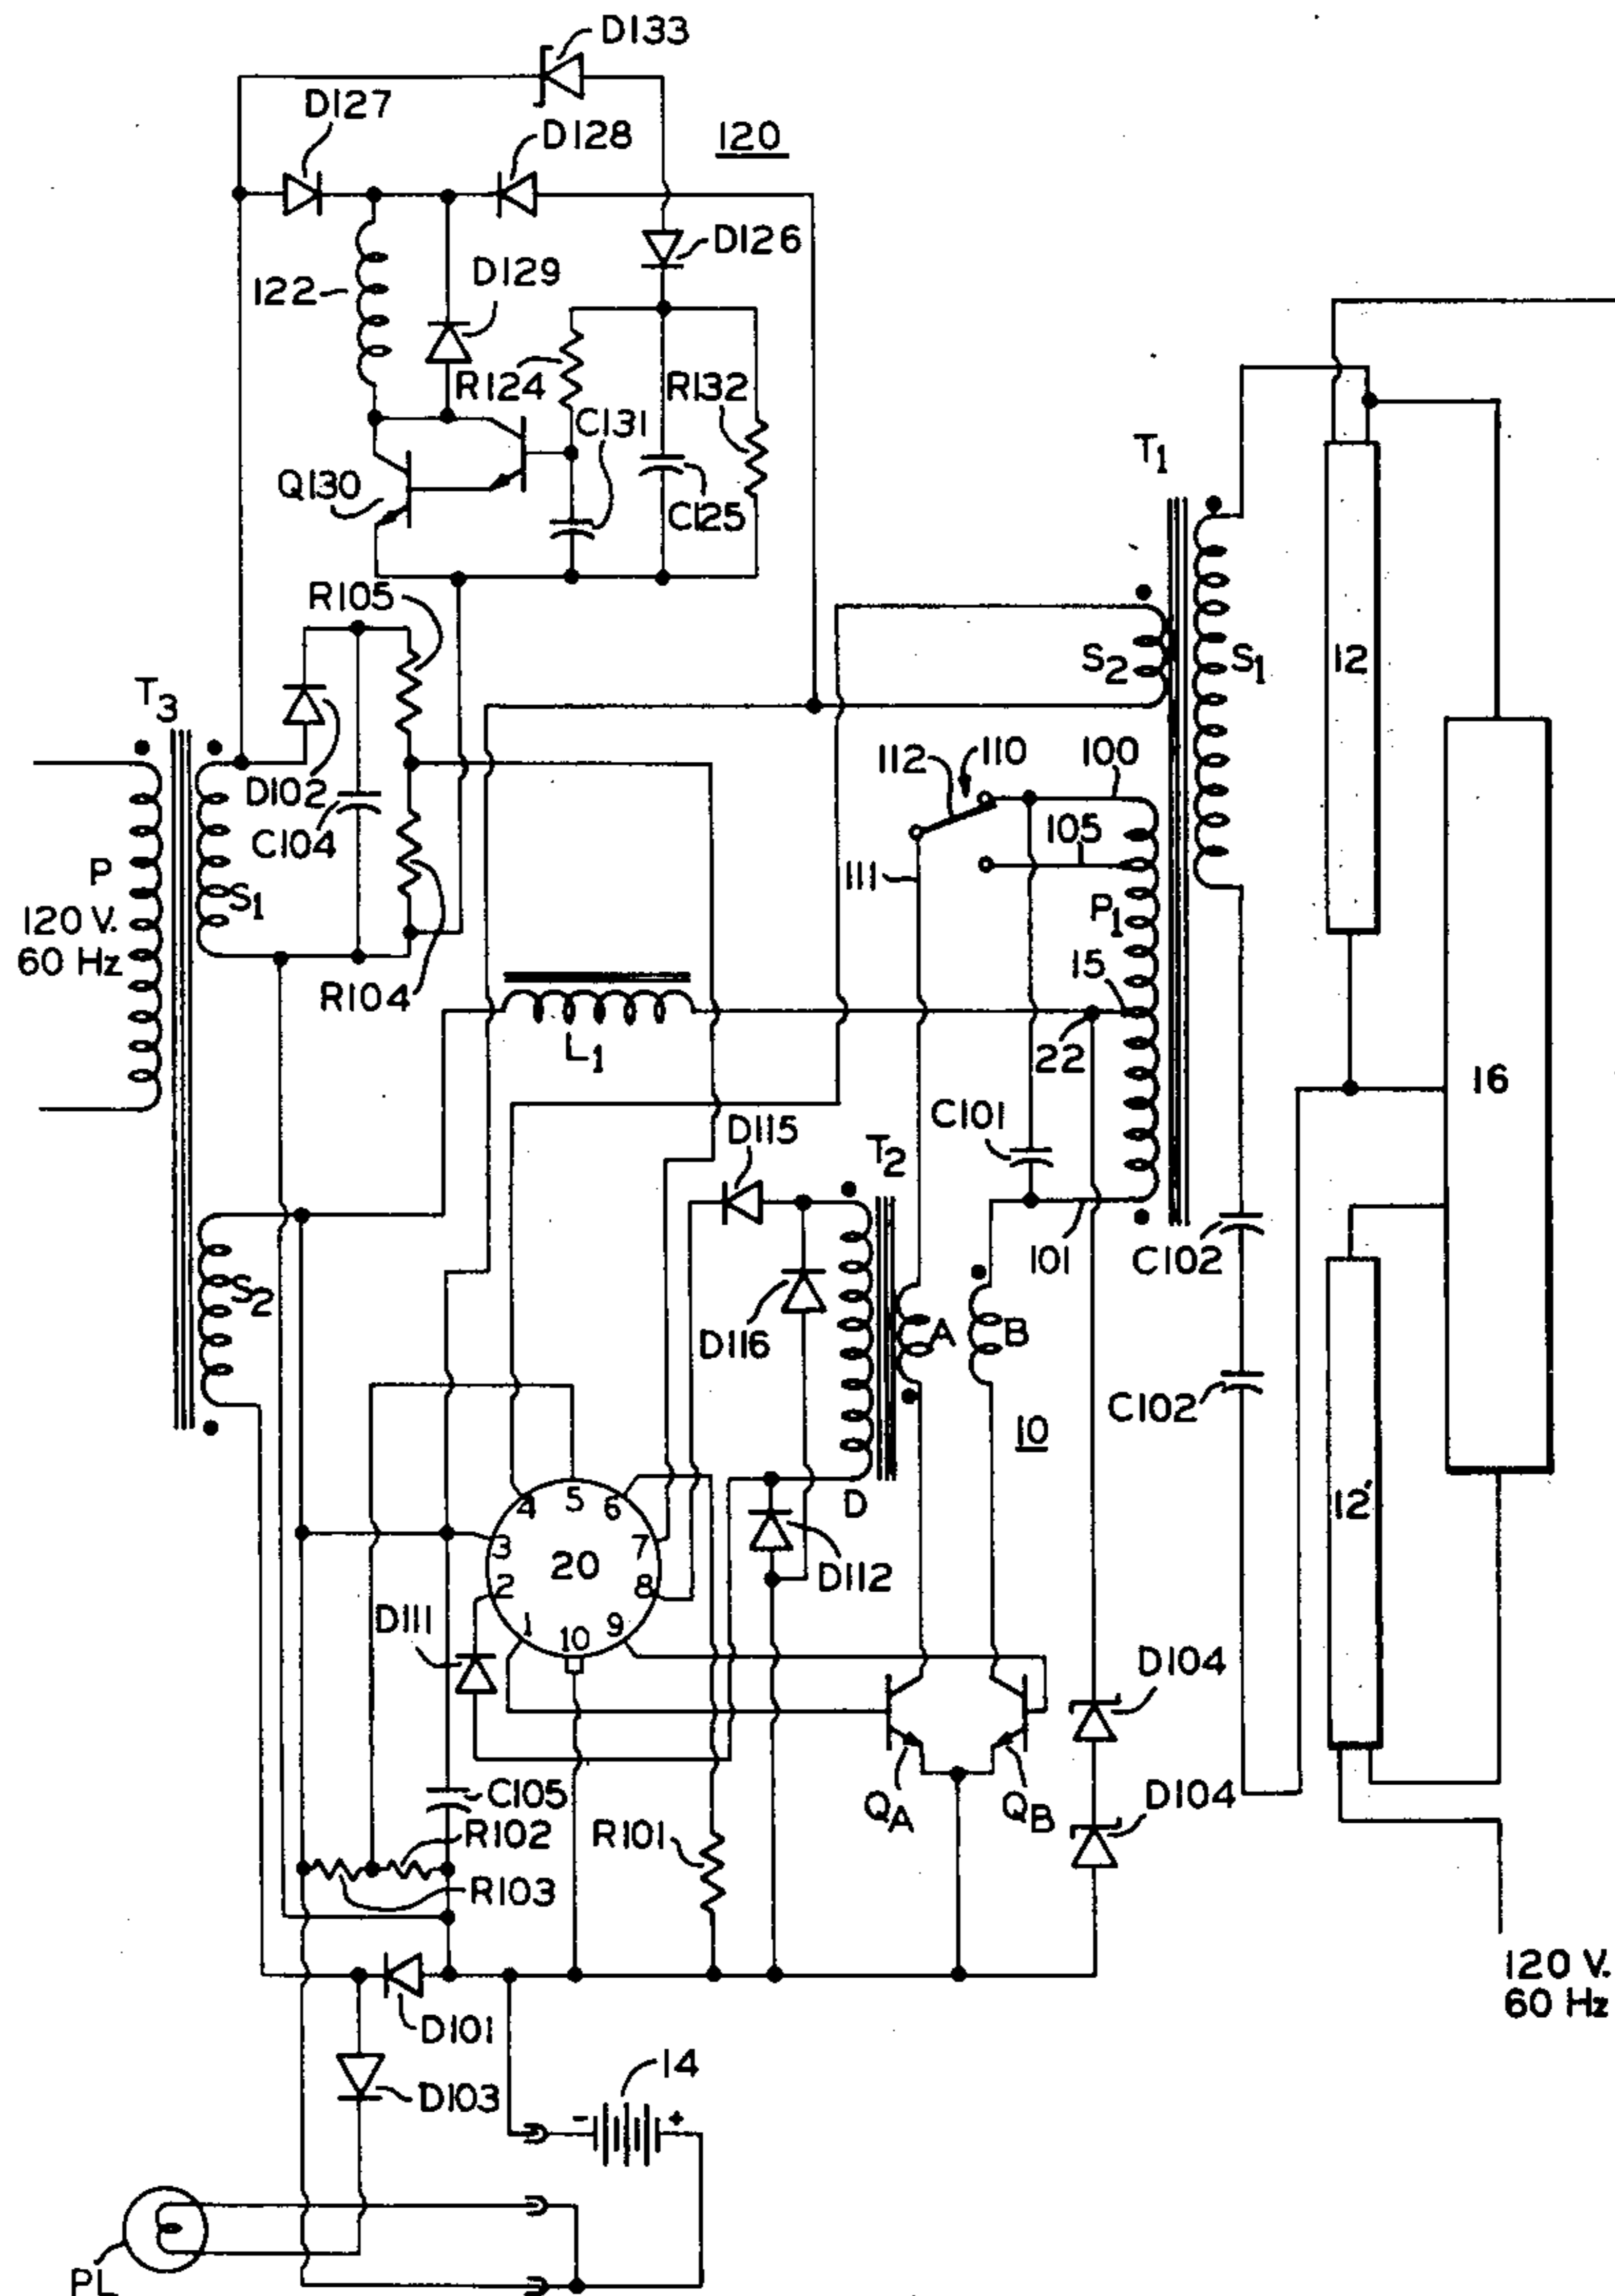 D133
D127
D128
120
D126
D129
122
R124
R132
C131
Q130
C125
T1
R105
S2
S1
12
T3
D102
C104
112
110
100
105
111
P
120 V.
60 Hz
S1
P1
R104
15
L1
22
16
C101
D115
T2
101
C102
S2
D116
A
B
C102
10
D
12'
4
5
6
3
7
20
2
8
D112
D111
1
10
9
D104
C105
QA
QB
D104
R102
R101
R103
120 V.
60 Hz
D101
14
D103
-
+
PL